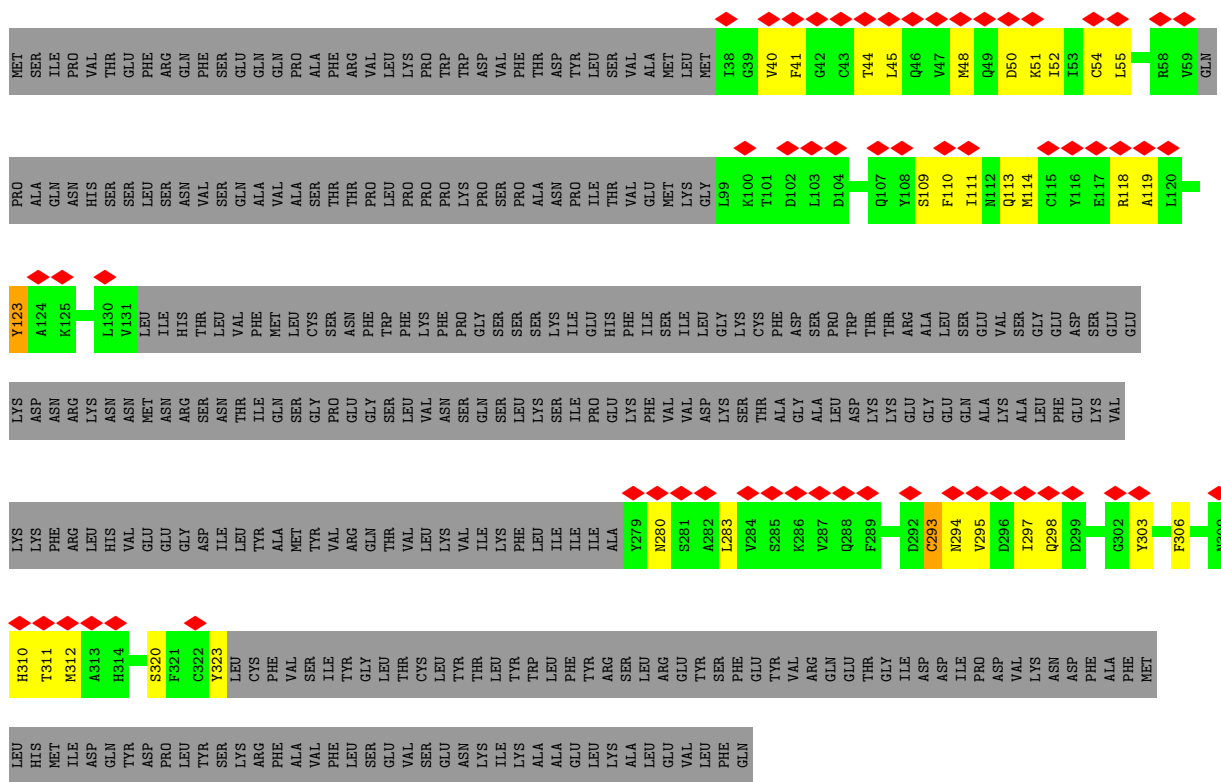 MET SER ILE PRO VAL THR GLU PHE ARG GLN PHE SER GLU GLN GLN PRO ALA PHE ARG VAL LEU LYS PRO TRP TRP ASP VAL PHE THR ASP TYR LEU SER VAL ALA MET LEU MET I38 G39 V40 F41 G42 C43 T44 L45 Q46 V47 M48 Q49 D50 K51 I52 I53 C54 L55 R58 V59 GLN
PRO ALA GLN ASN HIS SER SER LEU SER ASN VAL SER GLN ALA VAL ALA SER THR THR PRO LEU PRO PRO PRO LYS PRO SER PRO ALA ASN PRO ILE THR VAL GLU MET LYS GLY L99 K100 T101 D102 L103 D104 Q107 Y108 S109 F110 I111 N112 Q113 M114 C115 Y116 E117 R118 A119 L120
Y123 A124 K125 L130 V131 LEU ILE HIS THR LEU VAL PHE MET LEU CYS SER ASN PHE TRP PHE LYS PHE PRO GLY SER SER SER LYS ILE GLU HIS PHE ILE SER ILE LEU GLY LYS CYS PHE ASP SER PRO TRP THR THR ARG ALA LEU SER GLU VAL SER GLY GLU ASP SER GLU GLU
LYS ASP ASN ARG LYS ASN ASN MET ASN ARG SER ASN THR ILE GLN SER GLY PRO GLU GLY SER LEU VAL ASN SER GLN SER LEU LYS SER ILE PRO GLU LYS PHE VAL VAL ASP LYS SER THR ALA GLY ALA LEU ASP LYS LYS GLU GLY GLU GLN ALA LYS ALA LEU PHE GLU LYS VAL
LYS LYS PHE ARG LEU HIS VAL GLU GLU GLY ASP ILE LEU TYR ALA MET TYR VAL ARG GLN THR VAL LEU LYS VAL ILE LYS PHE LEU ILE ILE ILE ALA Y279 N280 S281 A282 L283 V284 S285 K286 V287 Q288 F289 D292 C293 N294 V295 D296 I297 Q298 D299 G302 Y303 F306
H310 T311 M312 A313 H314 S320 F321 C322 Y323 LEU CYS PHE VAL SER ILE TYR GLY LEU THR CYS LEU TYR THR LEU TYR TRP LEU PHE TYR ARG SER LEU ARG GLU TYR SER PHE GLU TYR VAL ARG GLN GLU THR GLY ILE ASP ASP ILE PRO ASP VAL LYS ASN ASP PHE ALA PHE MET
LEU HIS MET ILE ASP GLN TYR ASP PRO LEU TYR SER LYS ARG PHE ALA VAL PHE LEU SER GLU VAL SER GLU ASN LYS ILE LYS ALA ALA GLU LEU LYS ALA LEU GLU VAL LEU PHE GLN